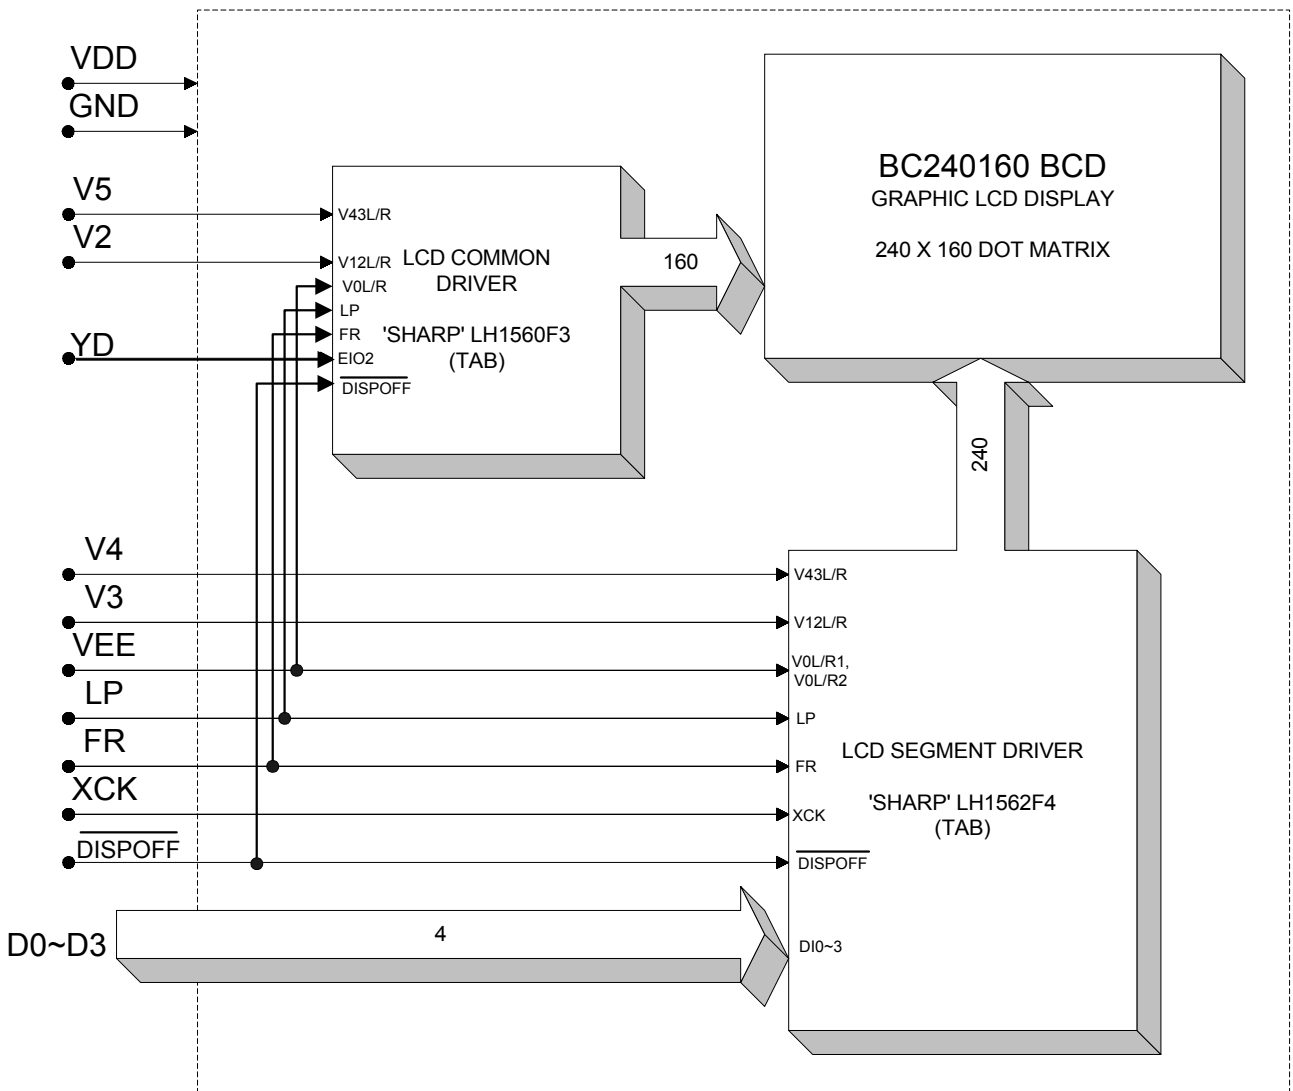 VDD
GND
V5
V2
YD
V43L/R
V12L/R
V0L/R
LP
FR
EIO2
DISPOFF
LCD COMMON
DRIVER
'SHARP' LH1560F3
(TAB)
160
BC240160 BCD
GRAPHIC LCD DISPLAY
240 X 160 DOT MATRIX
240
V4
V3
VEE
LP
FR
XCK
DISPOFF
D0~D3
4
V43L/R
V12L/R
V0L/R1,
V0L/R2
LP
FR
XCK
DISPOFF
DI0~3
LCD SEGMENT DRIVER
'SHARP' LH1562F4
(TAB)